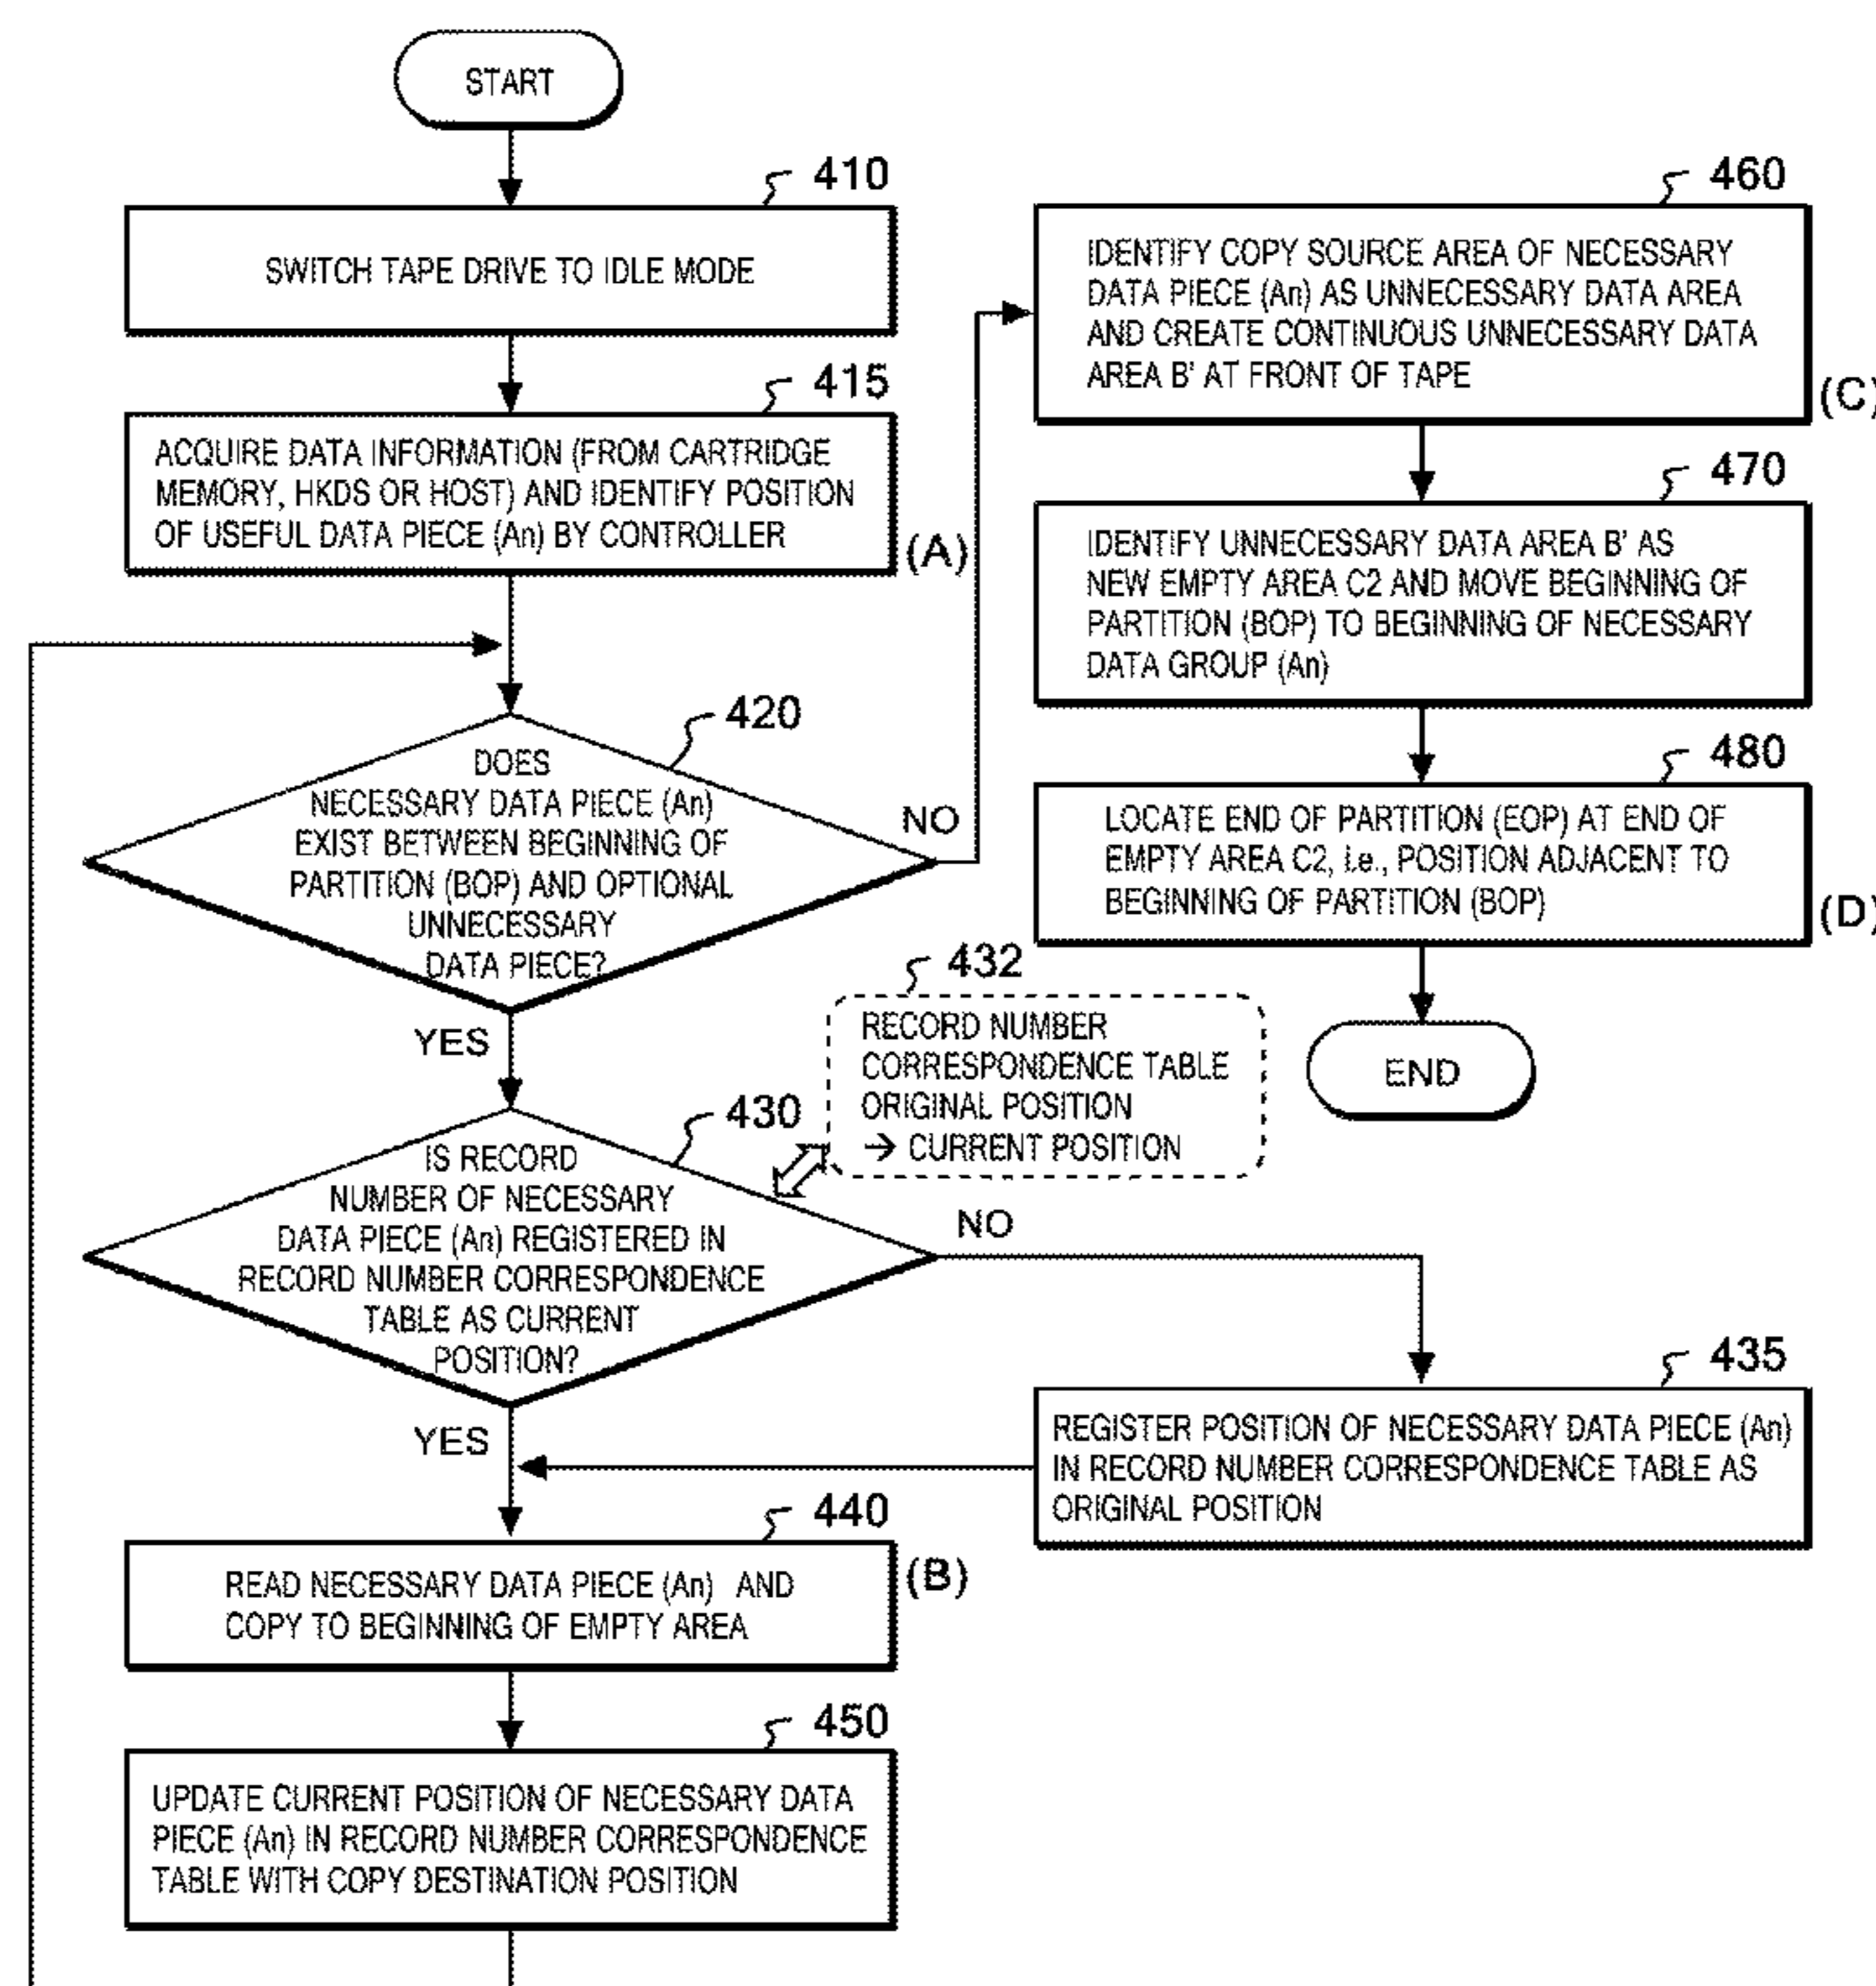 START
410
SWITCH TAPE DRIVE TO IDLE MODE
415
ACQUIRE DATA INFORMATION (FROM CARTRIDGE
MEMORY, HKDS OR HOST) AND IDENTIFY POSITION
OF USEFUL DATA PIECE (An) BY CONTROLLER
(A)
420
DOES
NECESSARY DATA PIECE (An)
EXIST BETWEEN BEGINNING OF
PARTITION (BOP) AND OPTIONAL
UNNECESSARY
DATA PIECE?
NO
YES
430
IS RECORD
NUMBER OF NECESSARY
DATA PIECE (An) REGISTERED IN
RECORD NUMBER CORRESPONDENCE
TABLE AS CURRENT
POSITION?
NO
YES
432
RECORD NUMBER
CORRESPONDENCE TABLE
ORIGINAL POSITION
→ CURRENT POSITION
435
REGISTER POSITION OF NECESSARY DATA PIECE (An)
IN RECORD NUMBER CORRESPONDENCE TABLE AS
ORIGINAL POSITION
440
READ NECESSARY DATA PIECE (An) AND
COPY TO BEGINNING OF EMPTY AREA
(B)
450
UPDATE CURRENT POSITION OF NECESSARY DATA
PIECE (An) IN RECORD NUMBER CORRESPONDENCE
TABLE WITH COPY DESTINATION POSITION
460
IDENTIFY COPY SOURCE AREA OF NECESSARY
DATA PIECE (An) AS UNNECESSARY DATA AREA
AND CREATE CONTINUOUS UNNECESSARY DATA
AREA B' AT FRONT OF TAPE
(C)
470
IDENTIFY UNNECESSARY DATA AREA B' AS
NEW EMPTY AREA C2 AND MOVE BEGINNING OF
PARTITION (BOP) TO BEGINNING OF NECESSARY
DATA GROUP (An)
480
LOCATE END OF PARTITION (EOP) AT END OF
EMPTY AREA C2, i.e., POSITION ADJACENT TO
BEGINNING OF PARTITION (BOP)
(D)
END